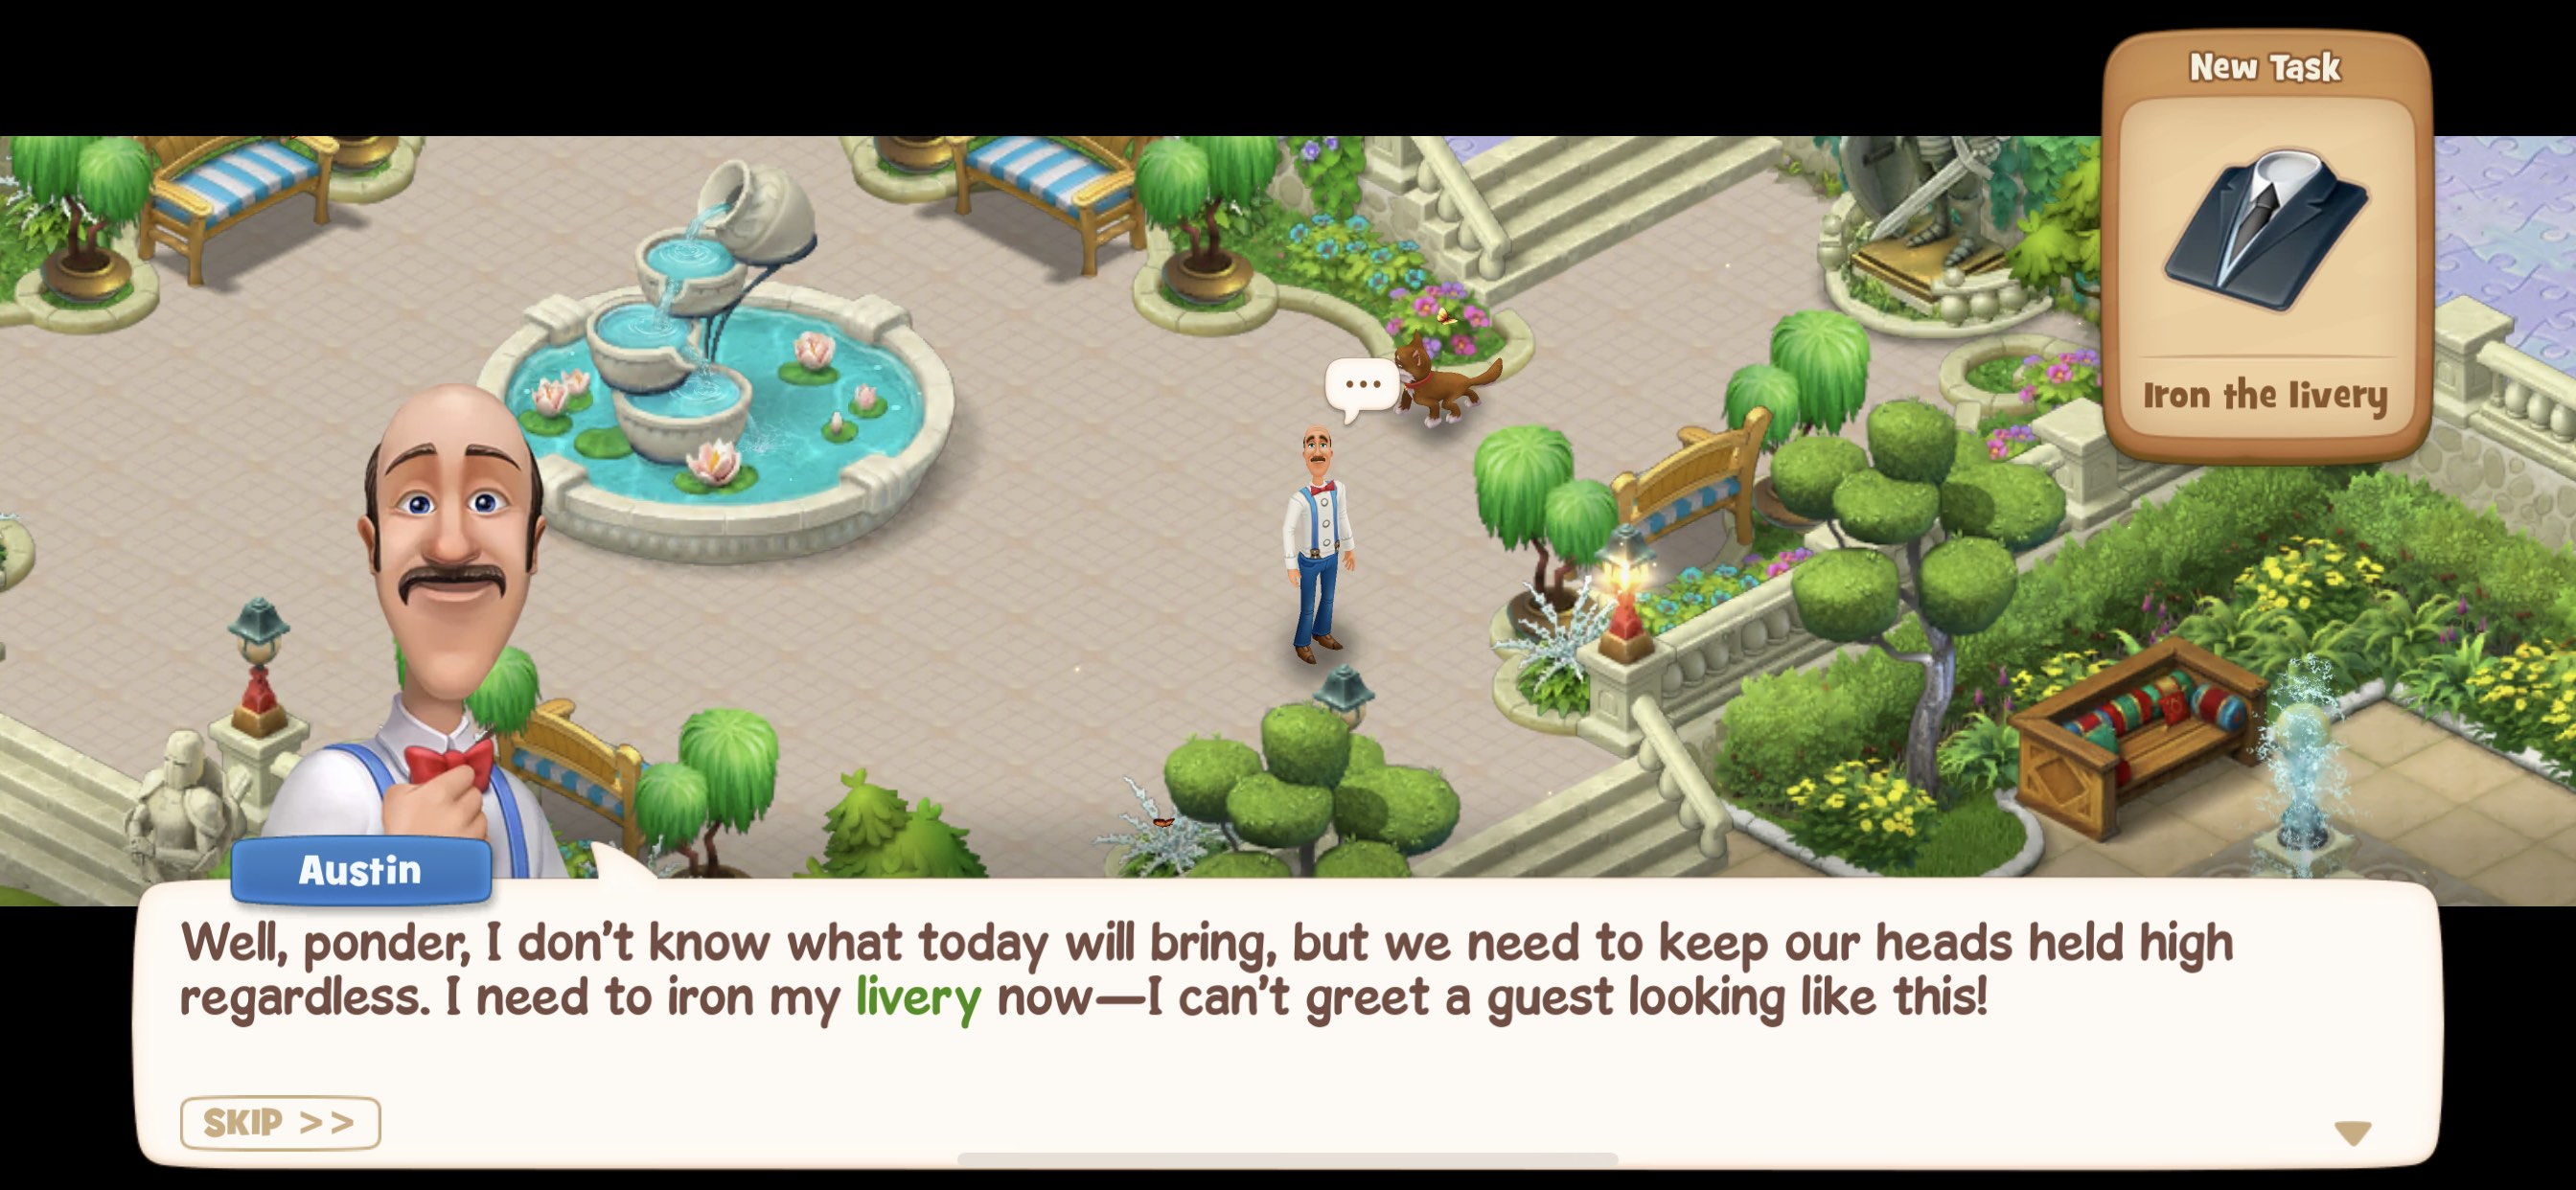 New Task
Iron the livery
...
Austin
Well, ponder, I don't know what today will bring, but we need to keep our heads held high
regardless. I need to iron my livery now—I can't greet a guest looking like this!
SKIP >>